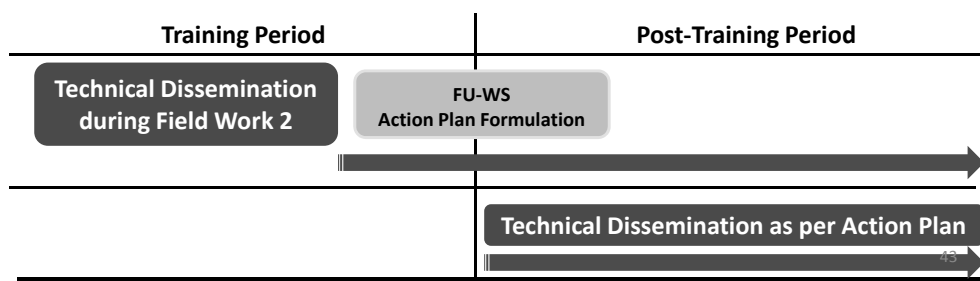 Training Period
Post-Training Period
Technical Dissemination
during Field Work 2
FU-WS
Action Plan Formulation
Technical Dissemination as per Action Plan
43